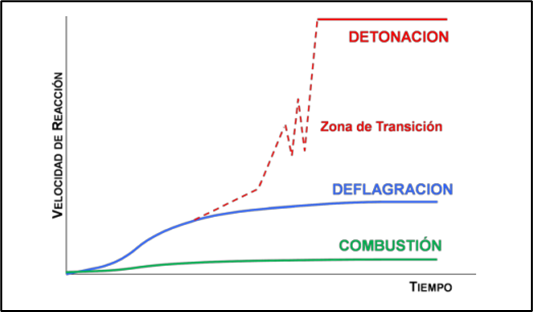 DETONACION
Zona de Transición
VELOCIDAD DE REACCIÓN
DEFLAGRACION
COMBUSTIÓN
TIEMPO